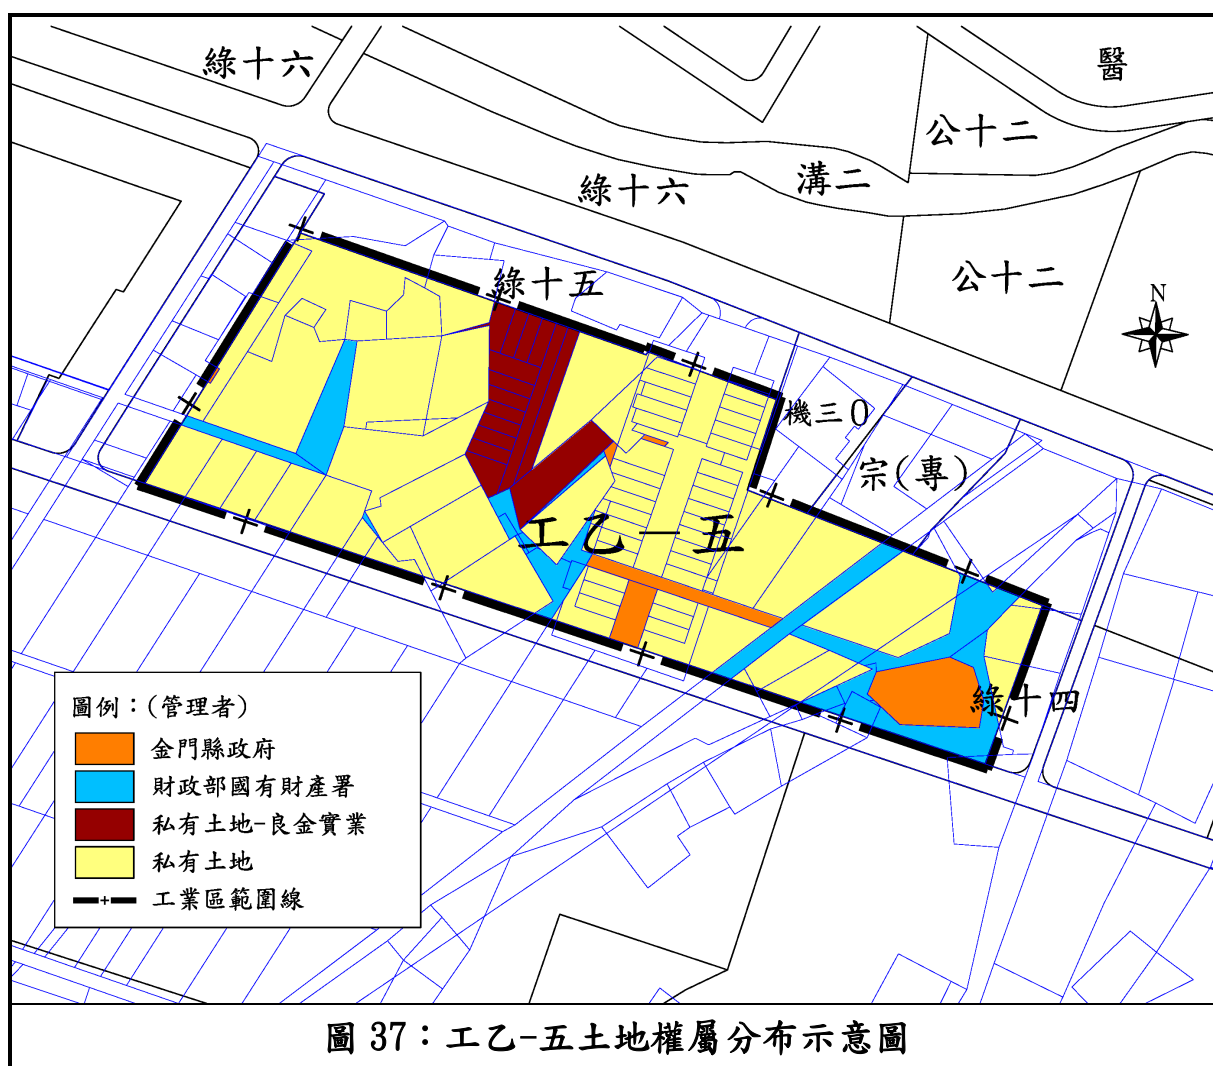 綠十六
醫
公十二
溝二
綠十六
公十二
綠十五
N
機三0
宗(專)
工乙一五
綠十四
圖例：(管理者)
金門縣政府
財政部國有財產署
私有土地-良金實業
私有土地
工業區範圍線
圖 37：工乙-五土地權屬分布示意圖